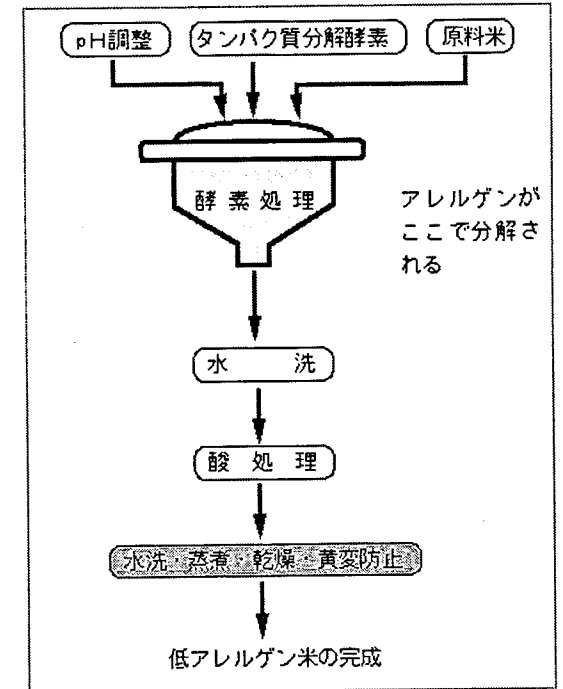 pH調整
タンパク質分解酵素
原料米
酵素処理
アレルゲンが
ここで分解さ
れる
水洗
酸処理
水洗・蒸煮・乾燥・黄変防止
低アレルゲン米の完成